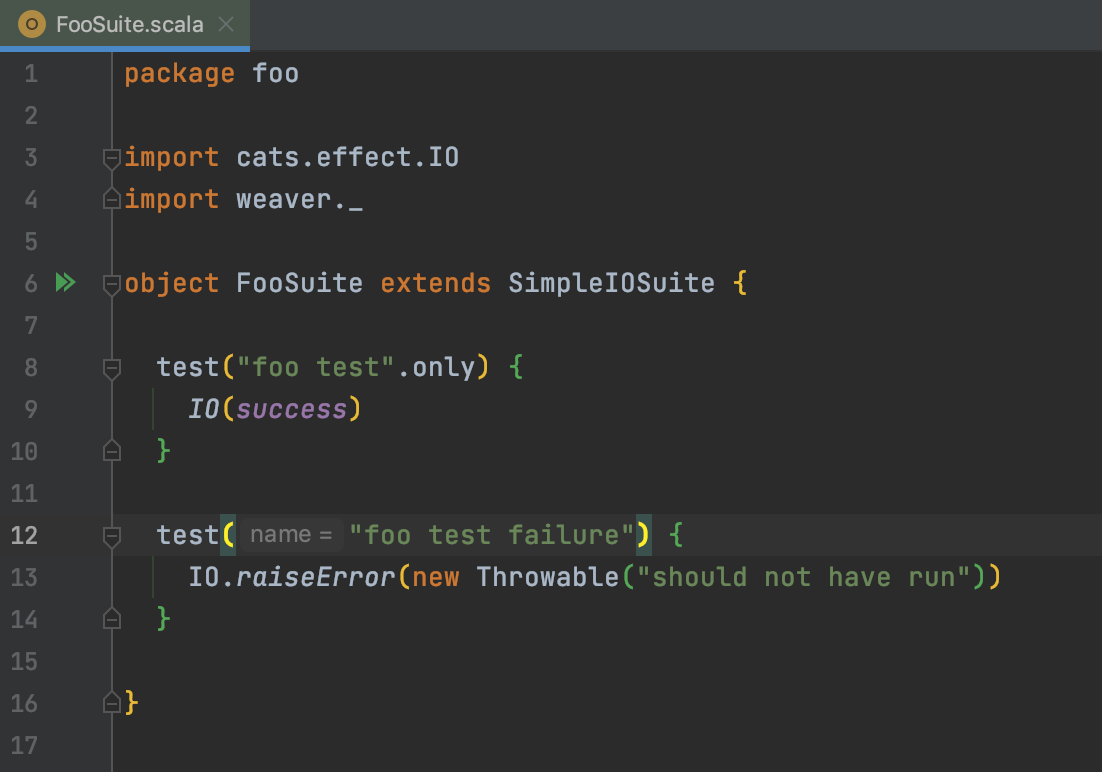 O FooSuite.scala
1 package foo
2
3 import cats.effect.IO
4 import weaver._
5
6 object FooSuite extends SimpleIOSuite {
7
8   test("foo test".only) {
9     IO(success)
10   }
11
12   test( name = "foo test failure") {
13     IO.raiseError(new Throwable("should not have run"))
14   }
15
16 }
17